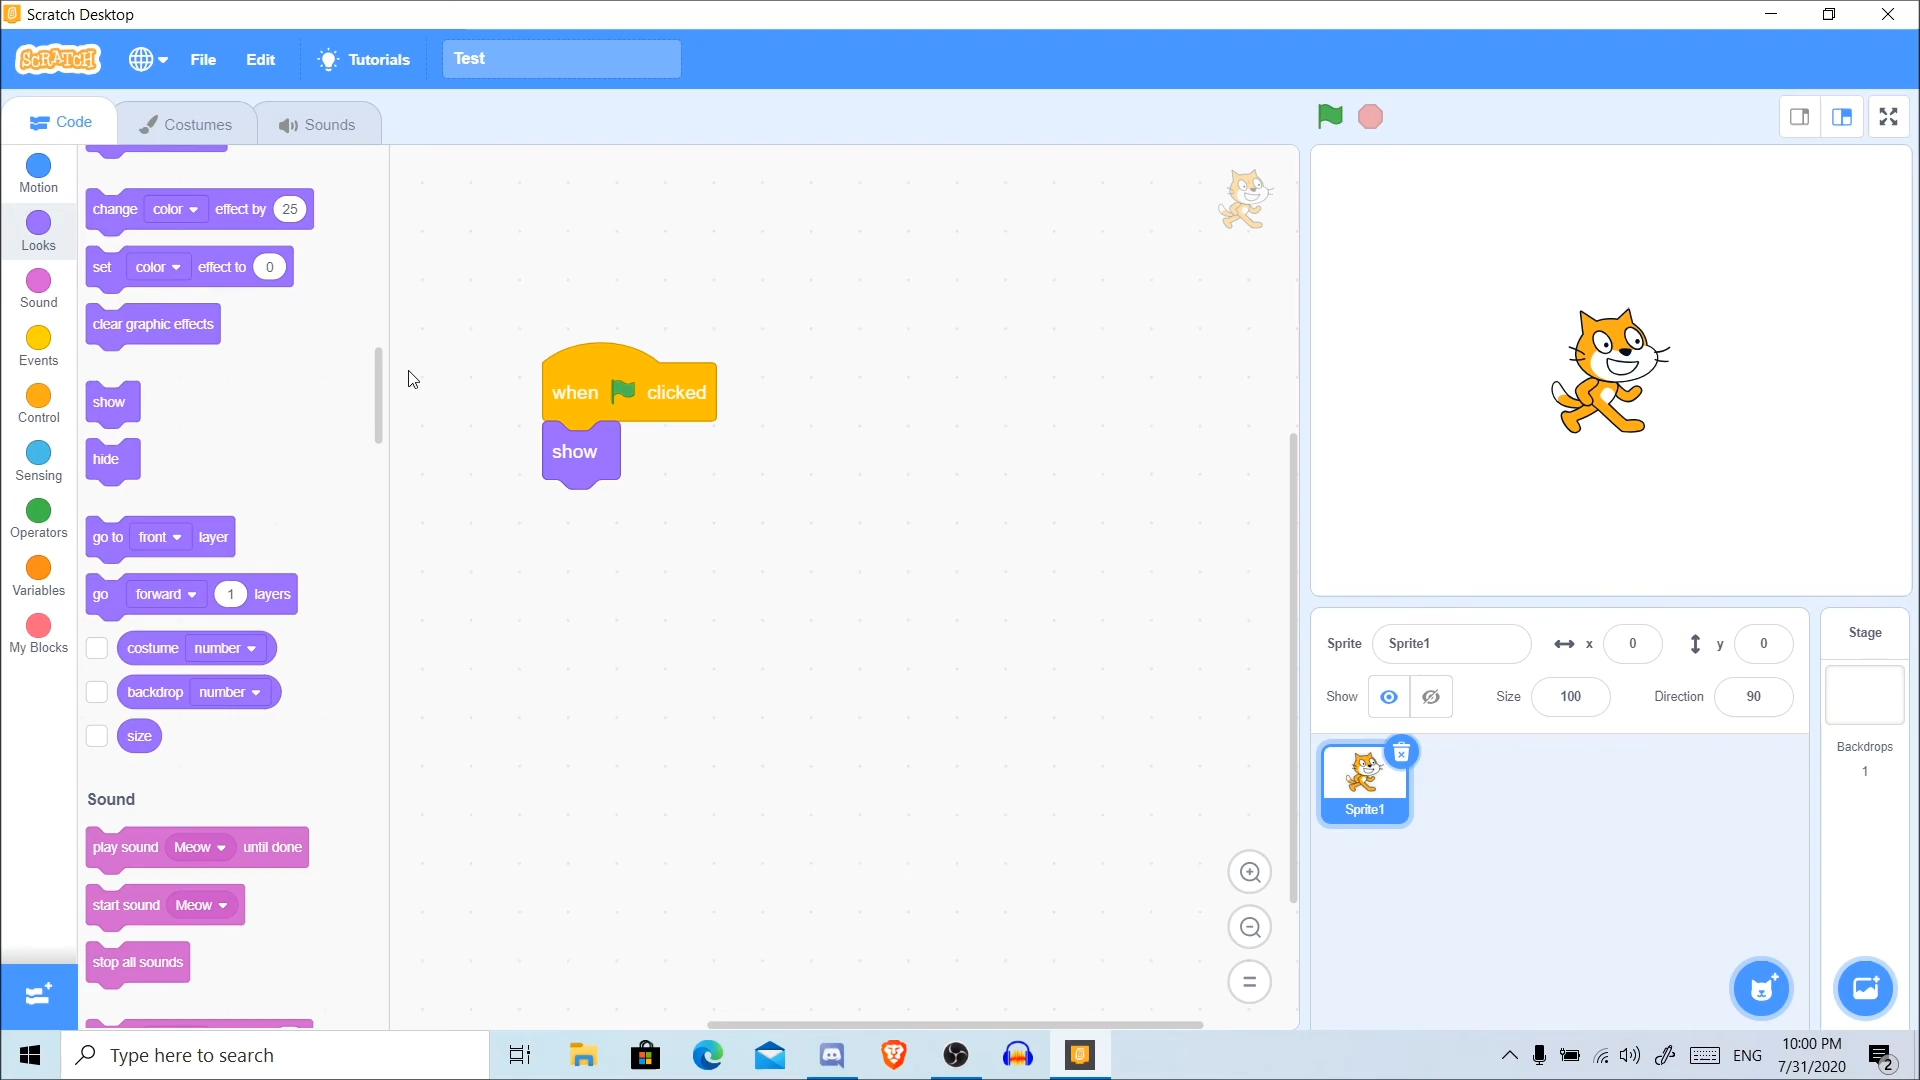 Scratch Desktop
SCRATCH
File
Edit
Tutorials
Test
Code
Costumes
Sounds
Motion
Looks
Sound
Events
Control
Sensing
Operators
Variables
My Blocks
change color effect by 25
set color effect to 0
clear graphic effects
show
hide
go to front layer
go forward 1 layers
costume number
backdrop number
size
Sound
play sound Meow until done
start sound Meow
stop all sounds
when clicked
show
Sprite Sprite1 x 0 y 0
Show Size 100 Direction 90
Sprite1
Stage
Backdrops
1
Type here to search
ENG
10:00 PM
7/31/2020
2